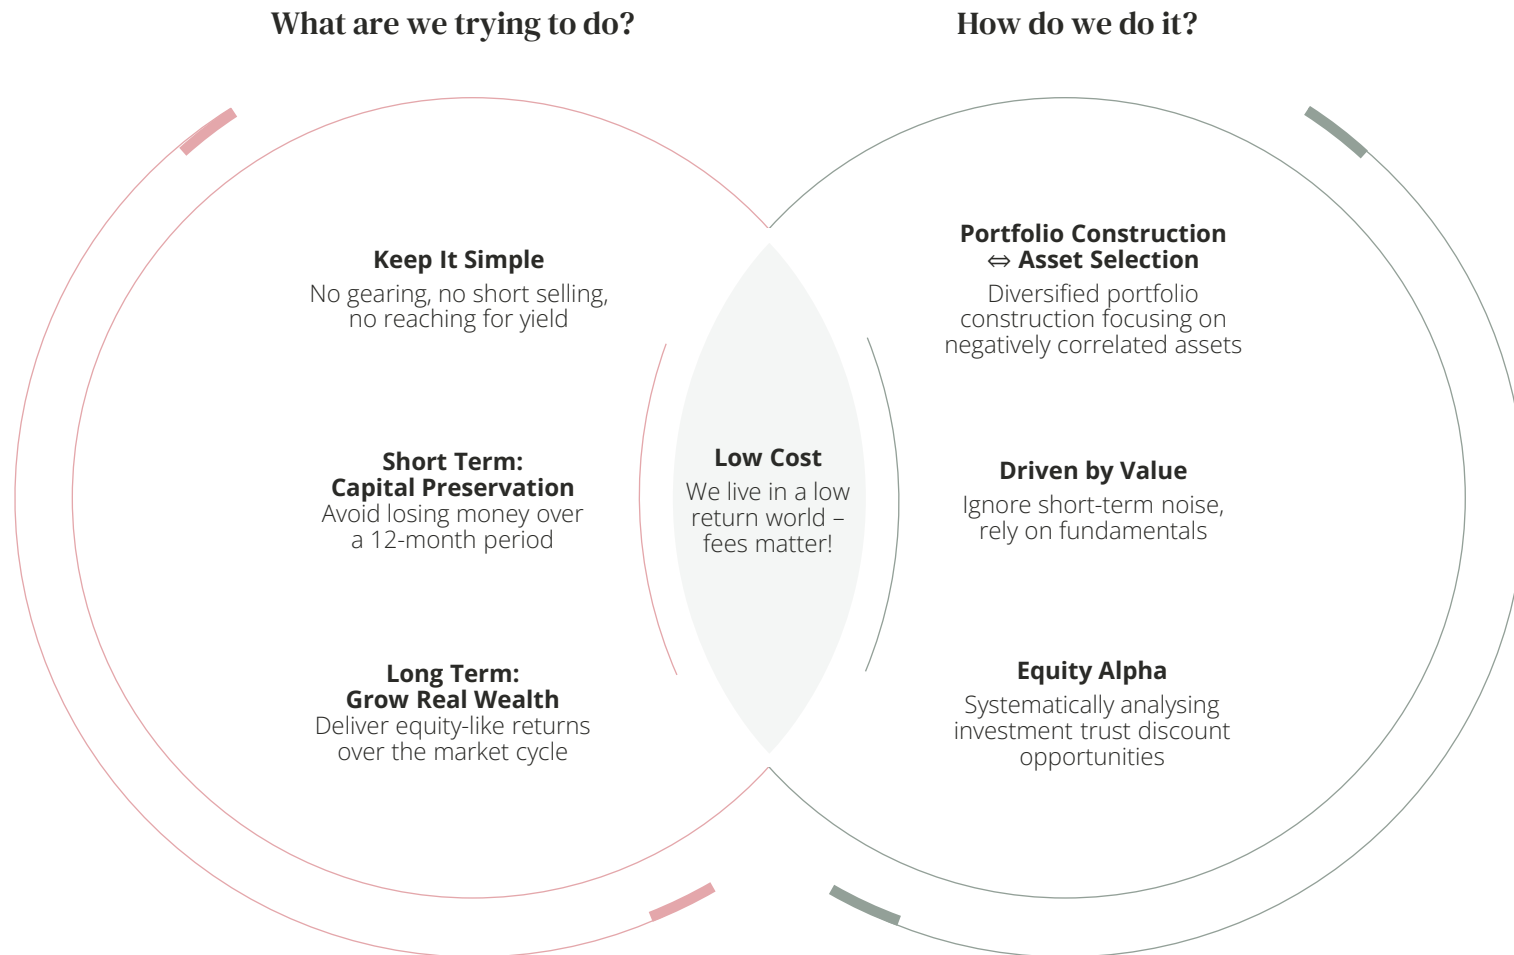 What are we trying to do?
How do we do it?
Keep It Simple
No gearing, no short selling,
no reaching for yield
Short Term:
Capital Preservation
Avoid losing money over
a 12-month period
Long Term:
Grow Real Wealth
Deliver equity-like returns
over the market cycle
Low Cost
We live in a low
return world –
fees matter!
Portfolio Construction
⇔ Asset Selection
Diversified portfolio
construction focusing on
negatively correlated assets
Driven by Value
Ignore short-term noise,
rely on fundamentals
Equity Alpha
Systematically analysing
investment trust discount
opportunities